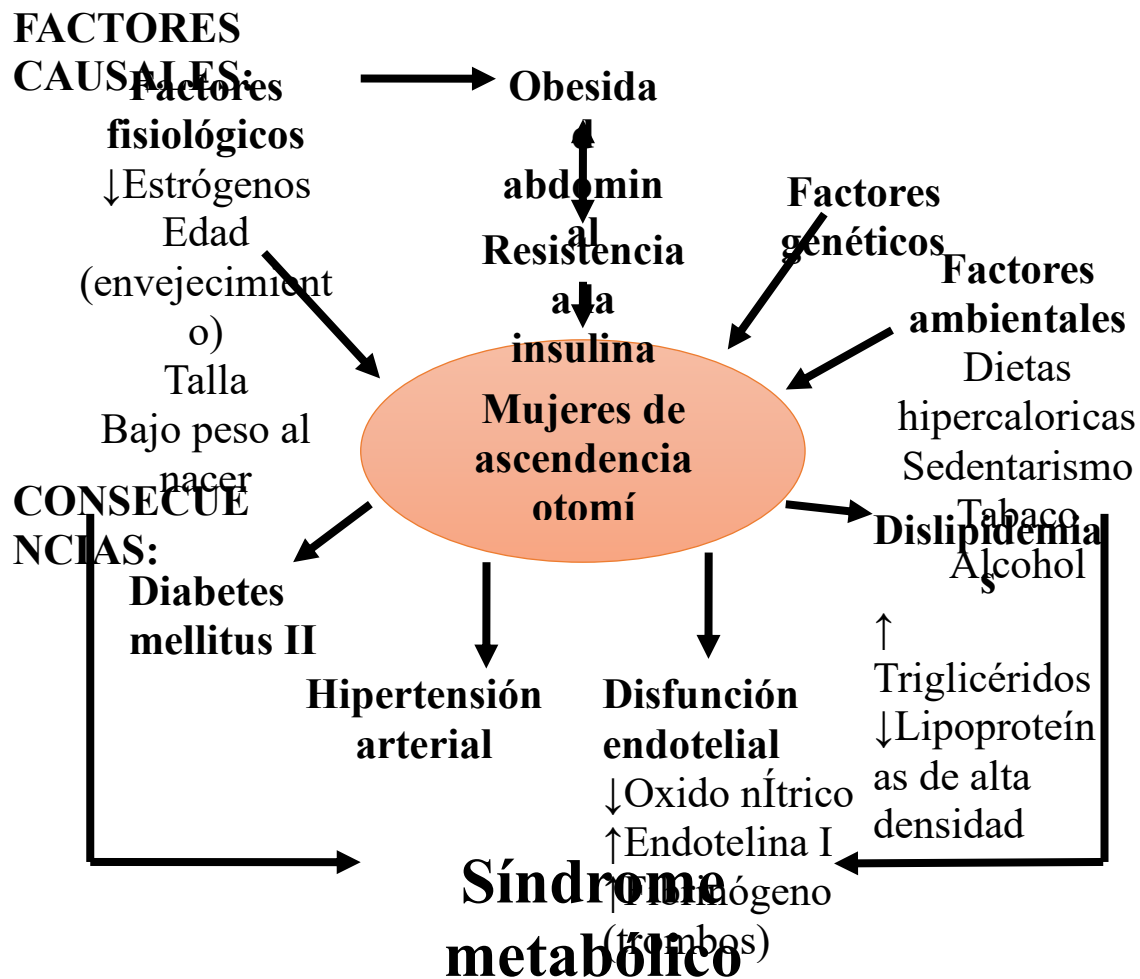 FACTORES
CAUSALES:
Factores
fisiológicos
↓Estrógenos
Edad
(envejecimient
o)
Talla
Bajo peso al
nacer
Obesida
d
abdomin
al
Resistencia
a la
insulina
Factores
genéticos
Factores
ambientales
Dietas
hipercaloricas
Sedentarismo
Tabaco
Alcohol
Mujeres de
ascendencia
otomí
CONSECUE
NCIAS:
Diabetes
mellitus II
Hipertensión
arterial
Disfunción
endotelial
↓Oxido nÍtrico
↑Endotelina I
↑Fibrinógeno
(trombos)
Dislipidemia
s
↑
Triglicéridos
↓Lipoproteín
as de alta
densidad
Síndrome
metabólico